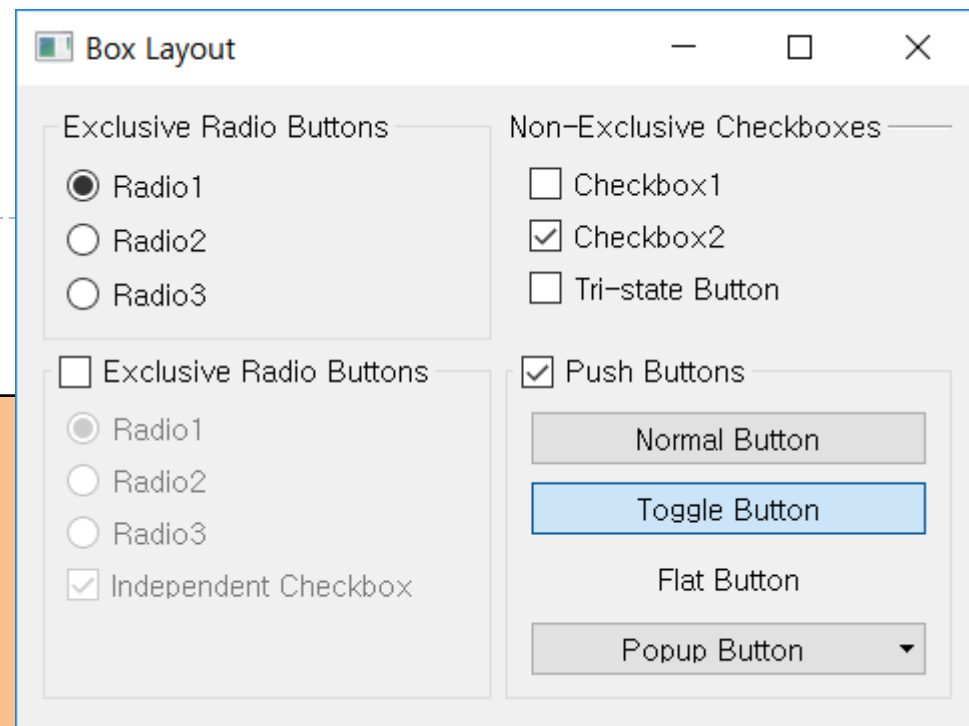 Box Layout
Exclusive Radio Buttons
Radio1
Radio2
Radio3
Non-Exclusive Checkboxes
Checkbox1
Checkbox2
Tri-state Button
Exclusive Radio Buttons
Radio1
Radio2
Radio3
Independent Checkbox
Push Buttons
Normal Button
Toggle Button
Flat Button
Popup Button